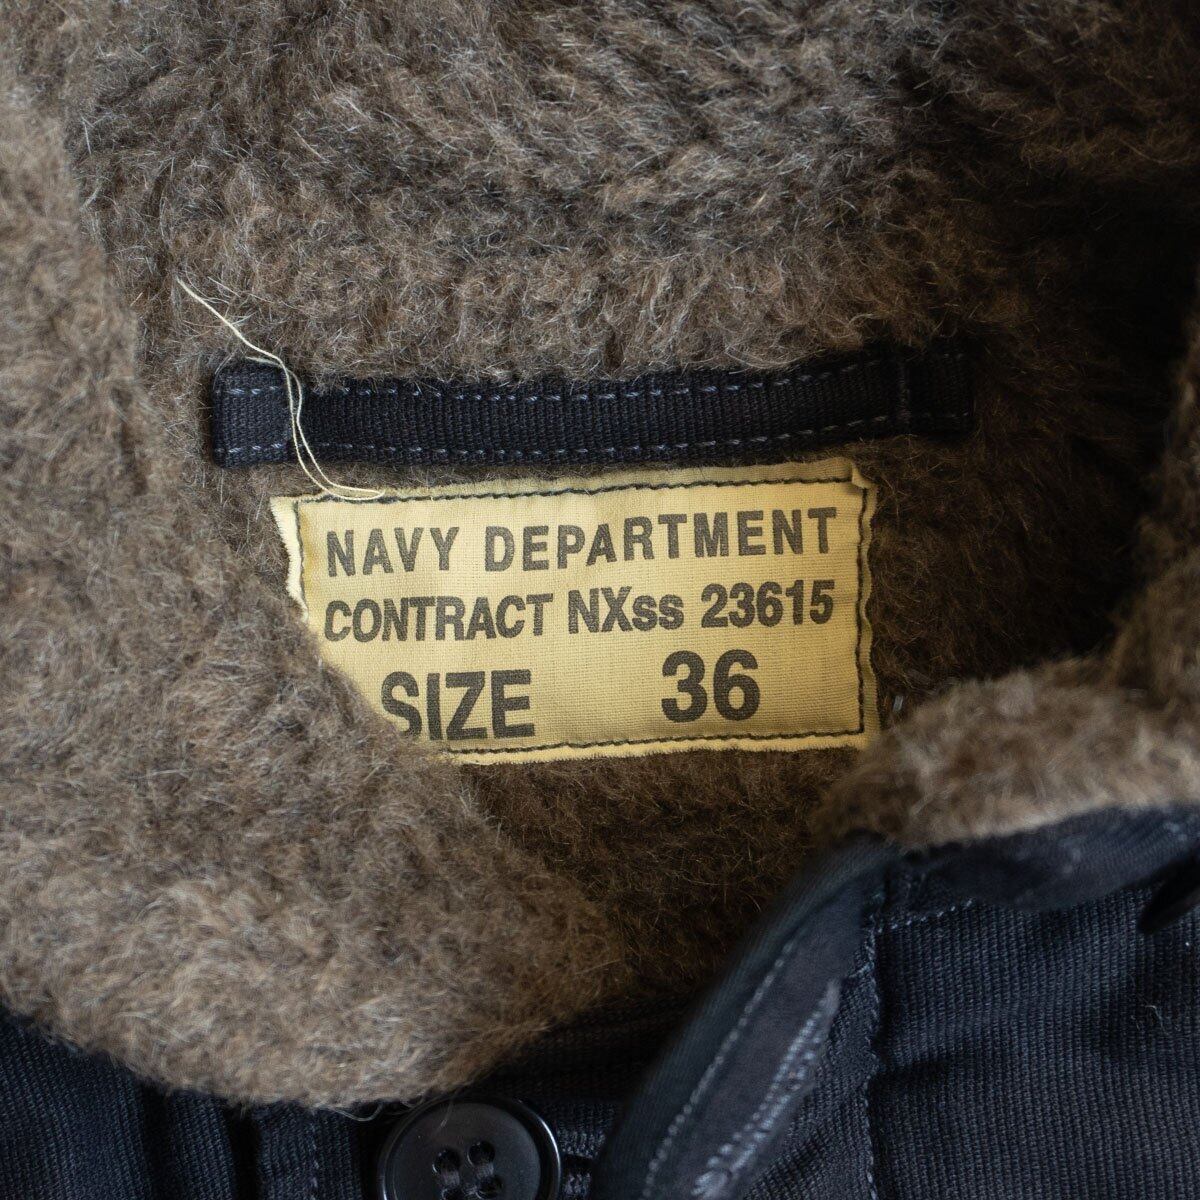 NAVY DEPARTMENT
CONTRACT NXss 23615
SIZE 36